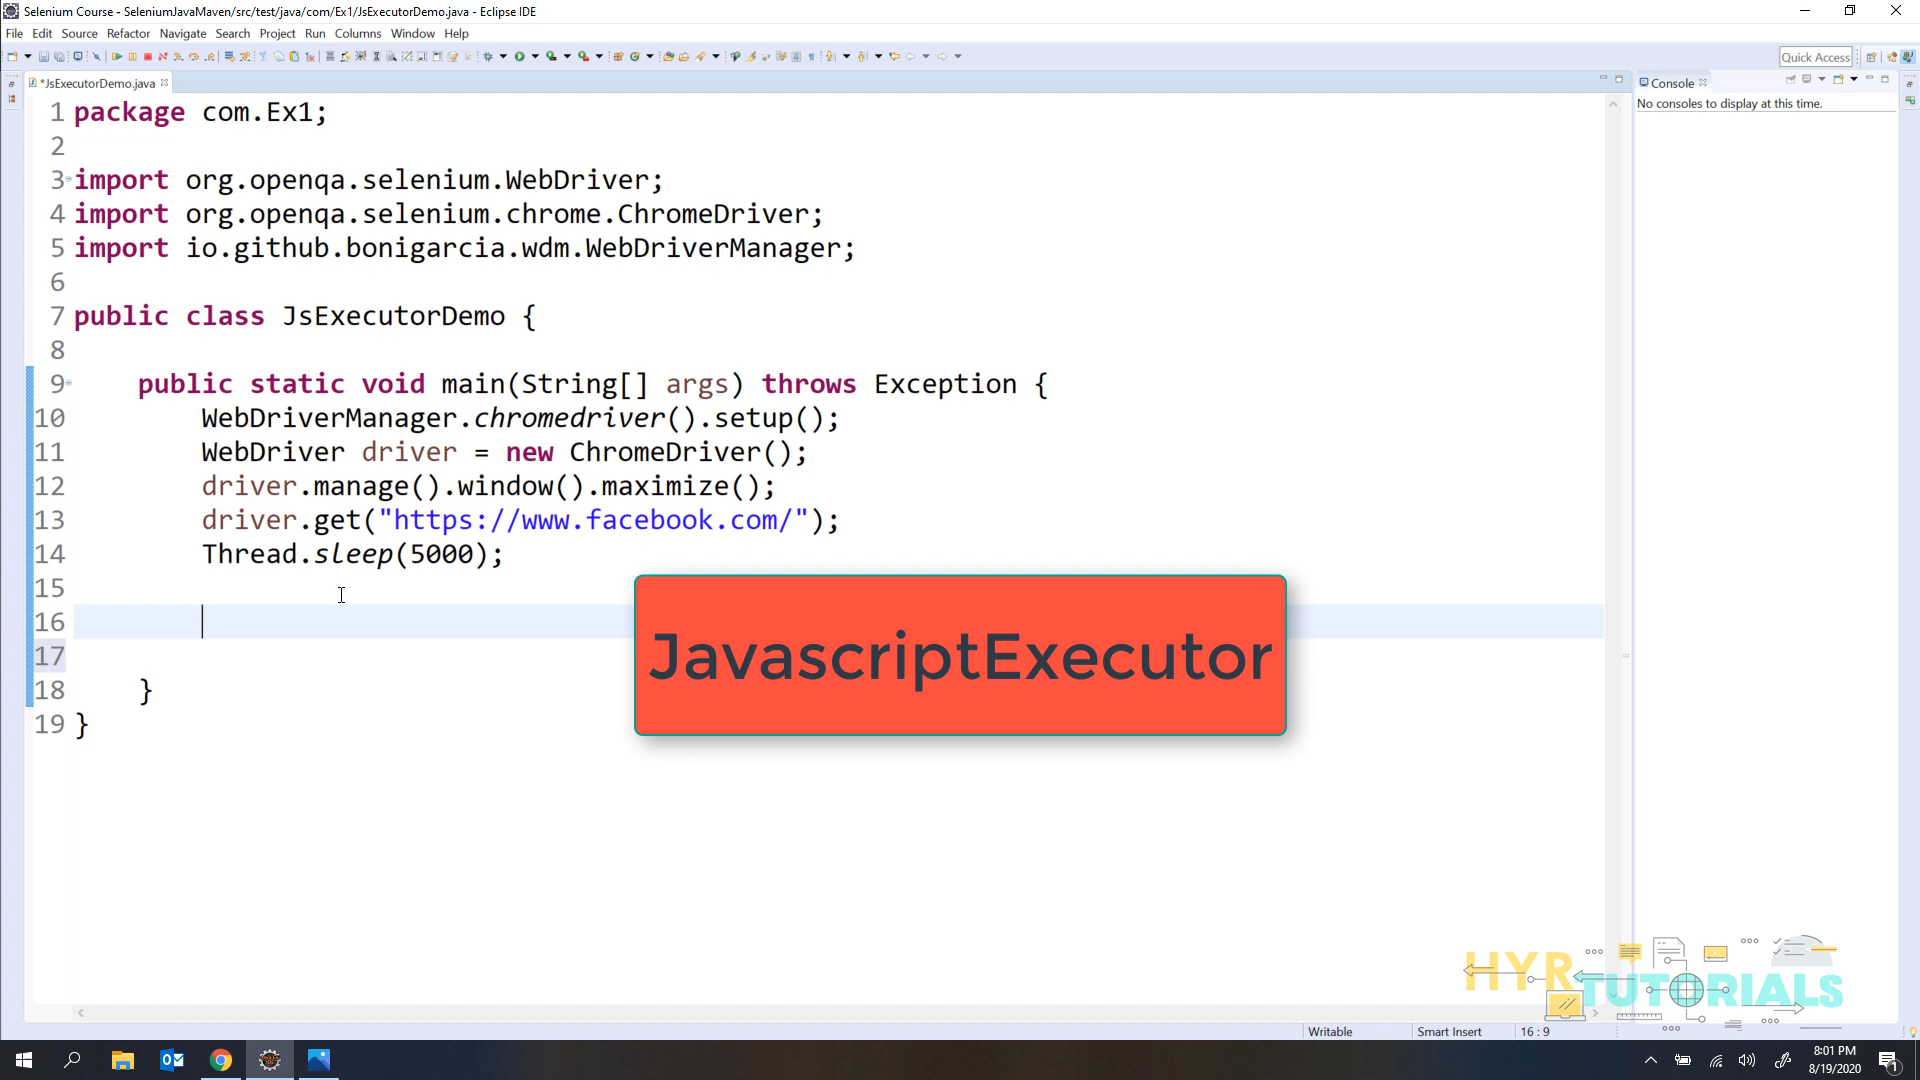 Selenium Course - SeleniumJavaMaven/src/test/java/com/Ex1/JsExecutorDemo.java - Eclipse IDE
File Edit Source Refactor Navigate Search Project Run Columns Window Help
Quick Access
*JsExecutorDemo.java
Console
No consoles to display at this time.
1 package com.Ex1;
2
3 import org.openqa.selenium.WebDriver;
4 import org.openqa.selenium.chrome.ChromeDriver;
5 import io.github.bonigarcia.wdm.WebDriverManager;
6
7 public class JsExecutorDemo {
8
9 public static void main(String[] args) throws Exception {
10 WebDriverManager.chromedriver().setup();
11 WebDriver driver = new ChromeDriver();
12 driver.manage().window().maximize();
13 driver.get("https://www.facebook.com/");
14 Thread.sleep(5000);
15
16
17
18 }
19 }
JavascriptExecutor
HYR TUTORIALS
Writable Smart Insert 16 : 9
8:01 PM
8/19/2020
1